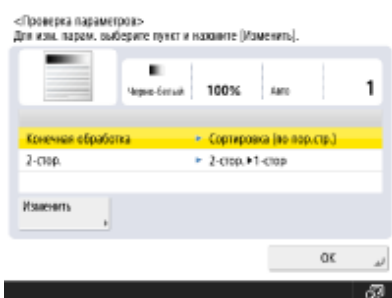 <Проверка параметров>
Для изм. парам. выберите пункт и нажмите [Изменить].
Черно-белый 100% Авто 1
Конечная обработка ▸ Сортировка (по пор.стр.)
2-стор. ▸ 2-стор.▸1-стор
Изменить
OK